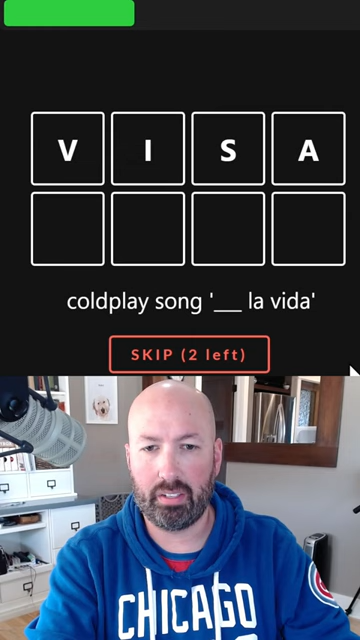 V I S A
coldplay song '___ la vida'
SKIP (2 left)
CHICAGO